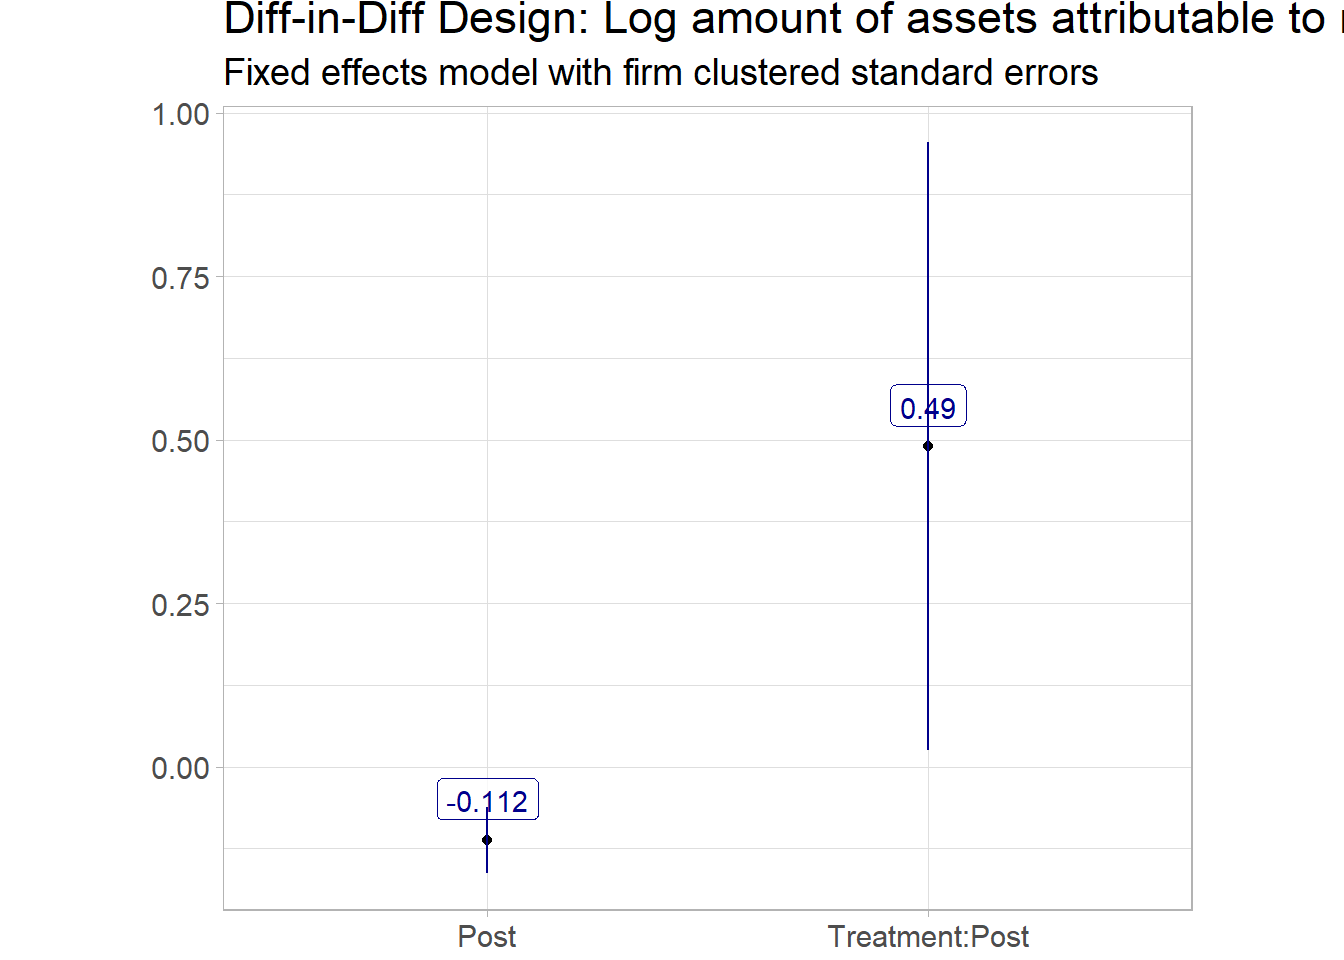 Diff-in-Diff Design: Log amount of assets attributable to
Fixed effects model with firm clustered standard errors
1.00
0.75
0.49
0.50
0.25
0.00
-0.112
Post Treatment:Post